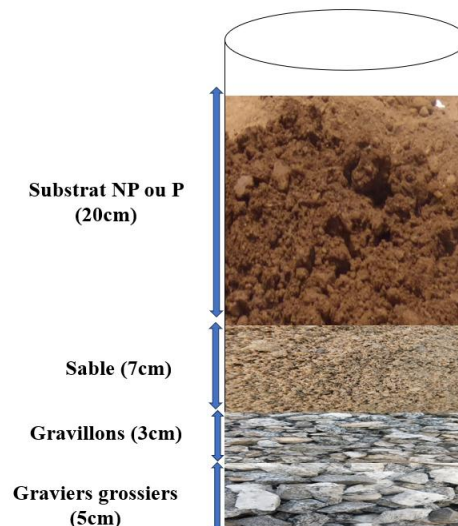 Substrat NP ou P
(20cm)
Sable (7cm)
Gravillons (3cm)
Graviers grossiers
(5cm)